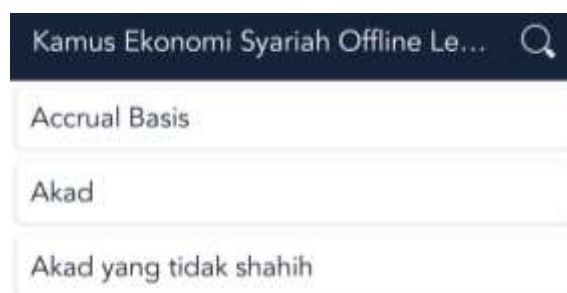 Kamus Ekonomi Syariah Offline Le...
Accrual Basis
Akad
Akad yang tidak shahih